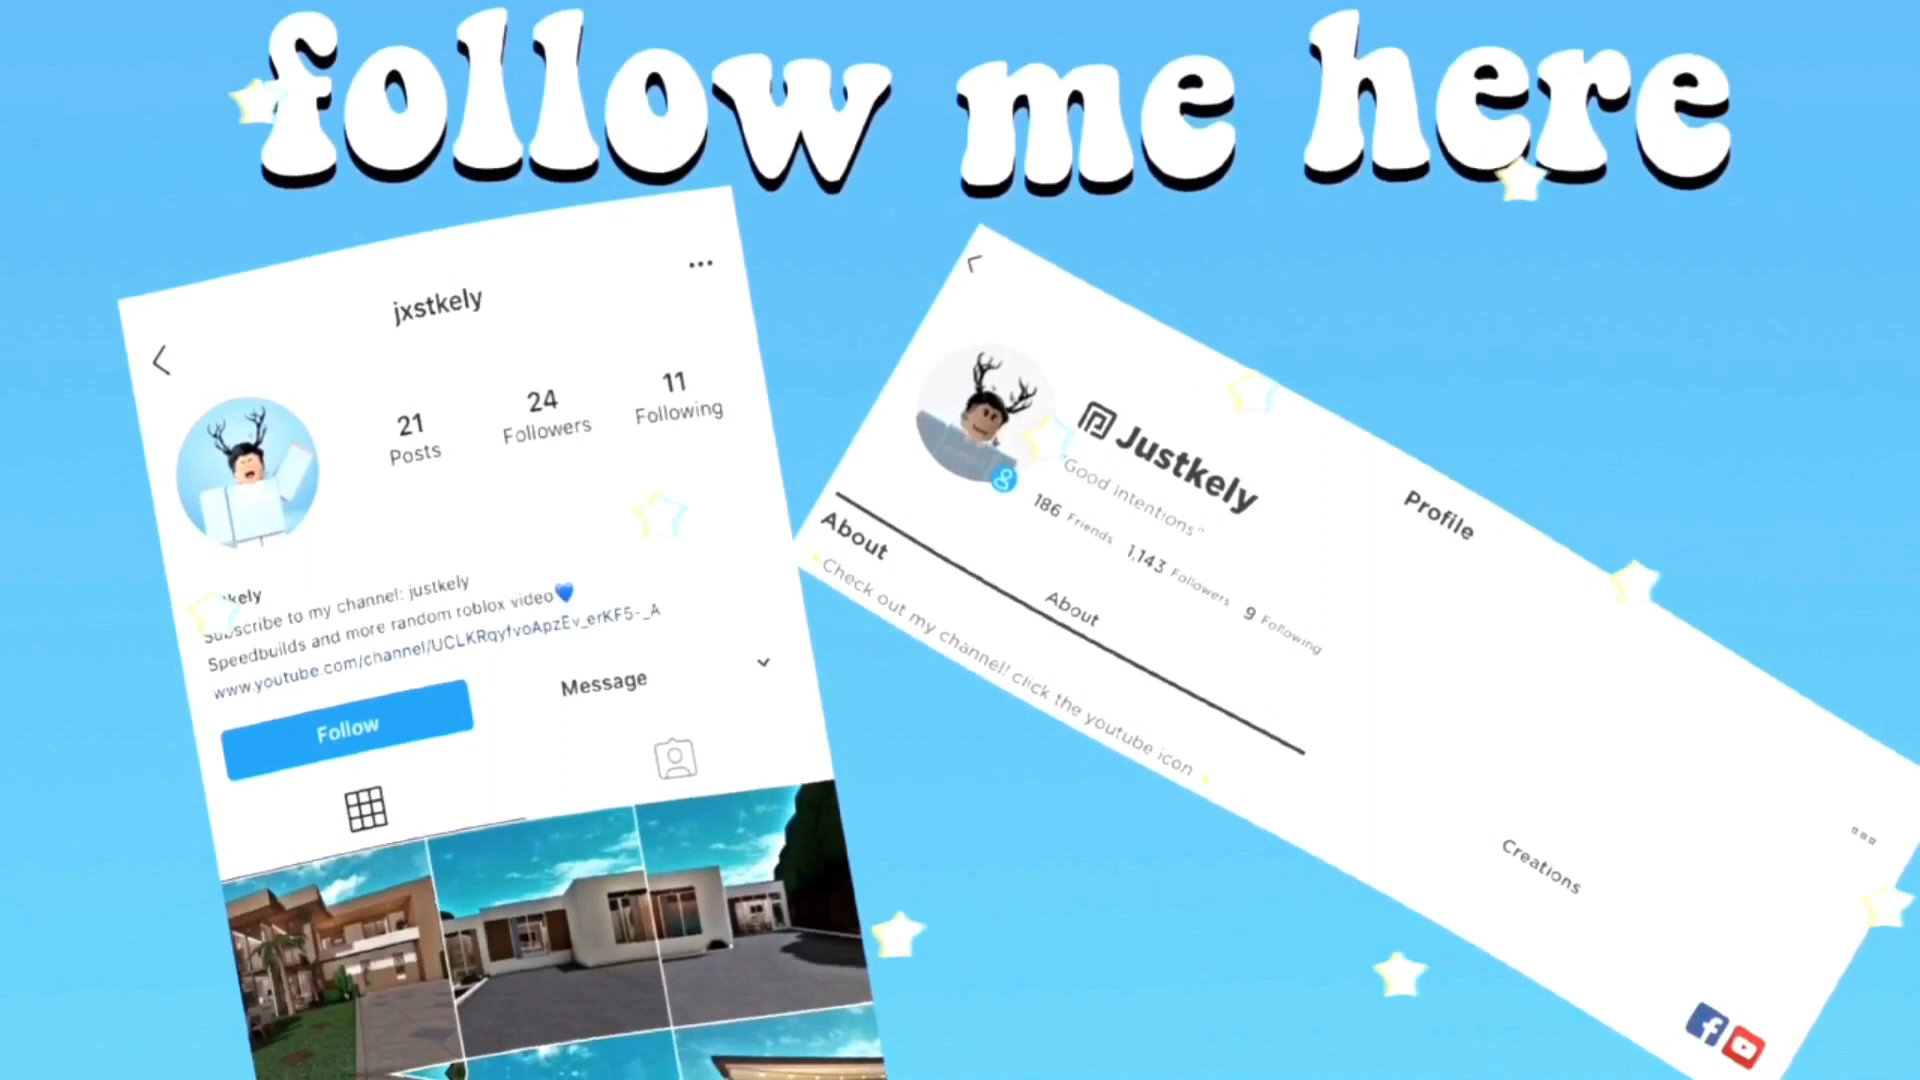 follow me here
jxstkely
21 Posts
24 Followers
11 Following
kely
Subscribe to my channel: justkely
Speedbuilds and more random roblox video💙
www.youtube.com/channel/UCLKRqyfvoApzEv_erKF5-_A
Follow
Message
Profile
Justkely
"Good intentions"
186 Friends 1,143 Followers 9 Following
About
Creations
About
Check out my channel! click the youtube icon